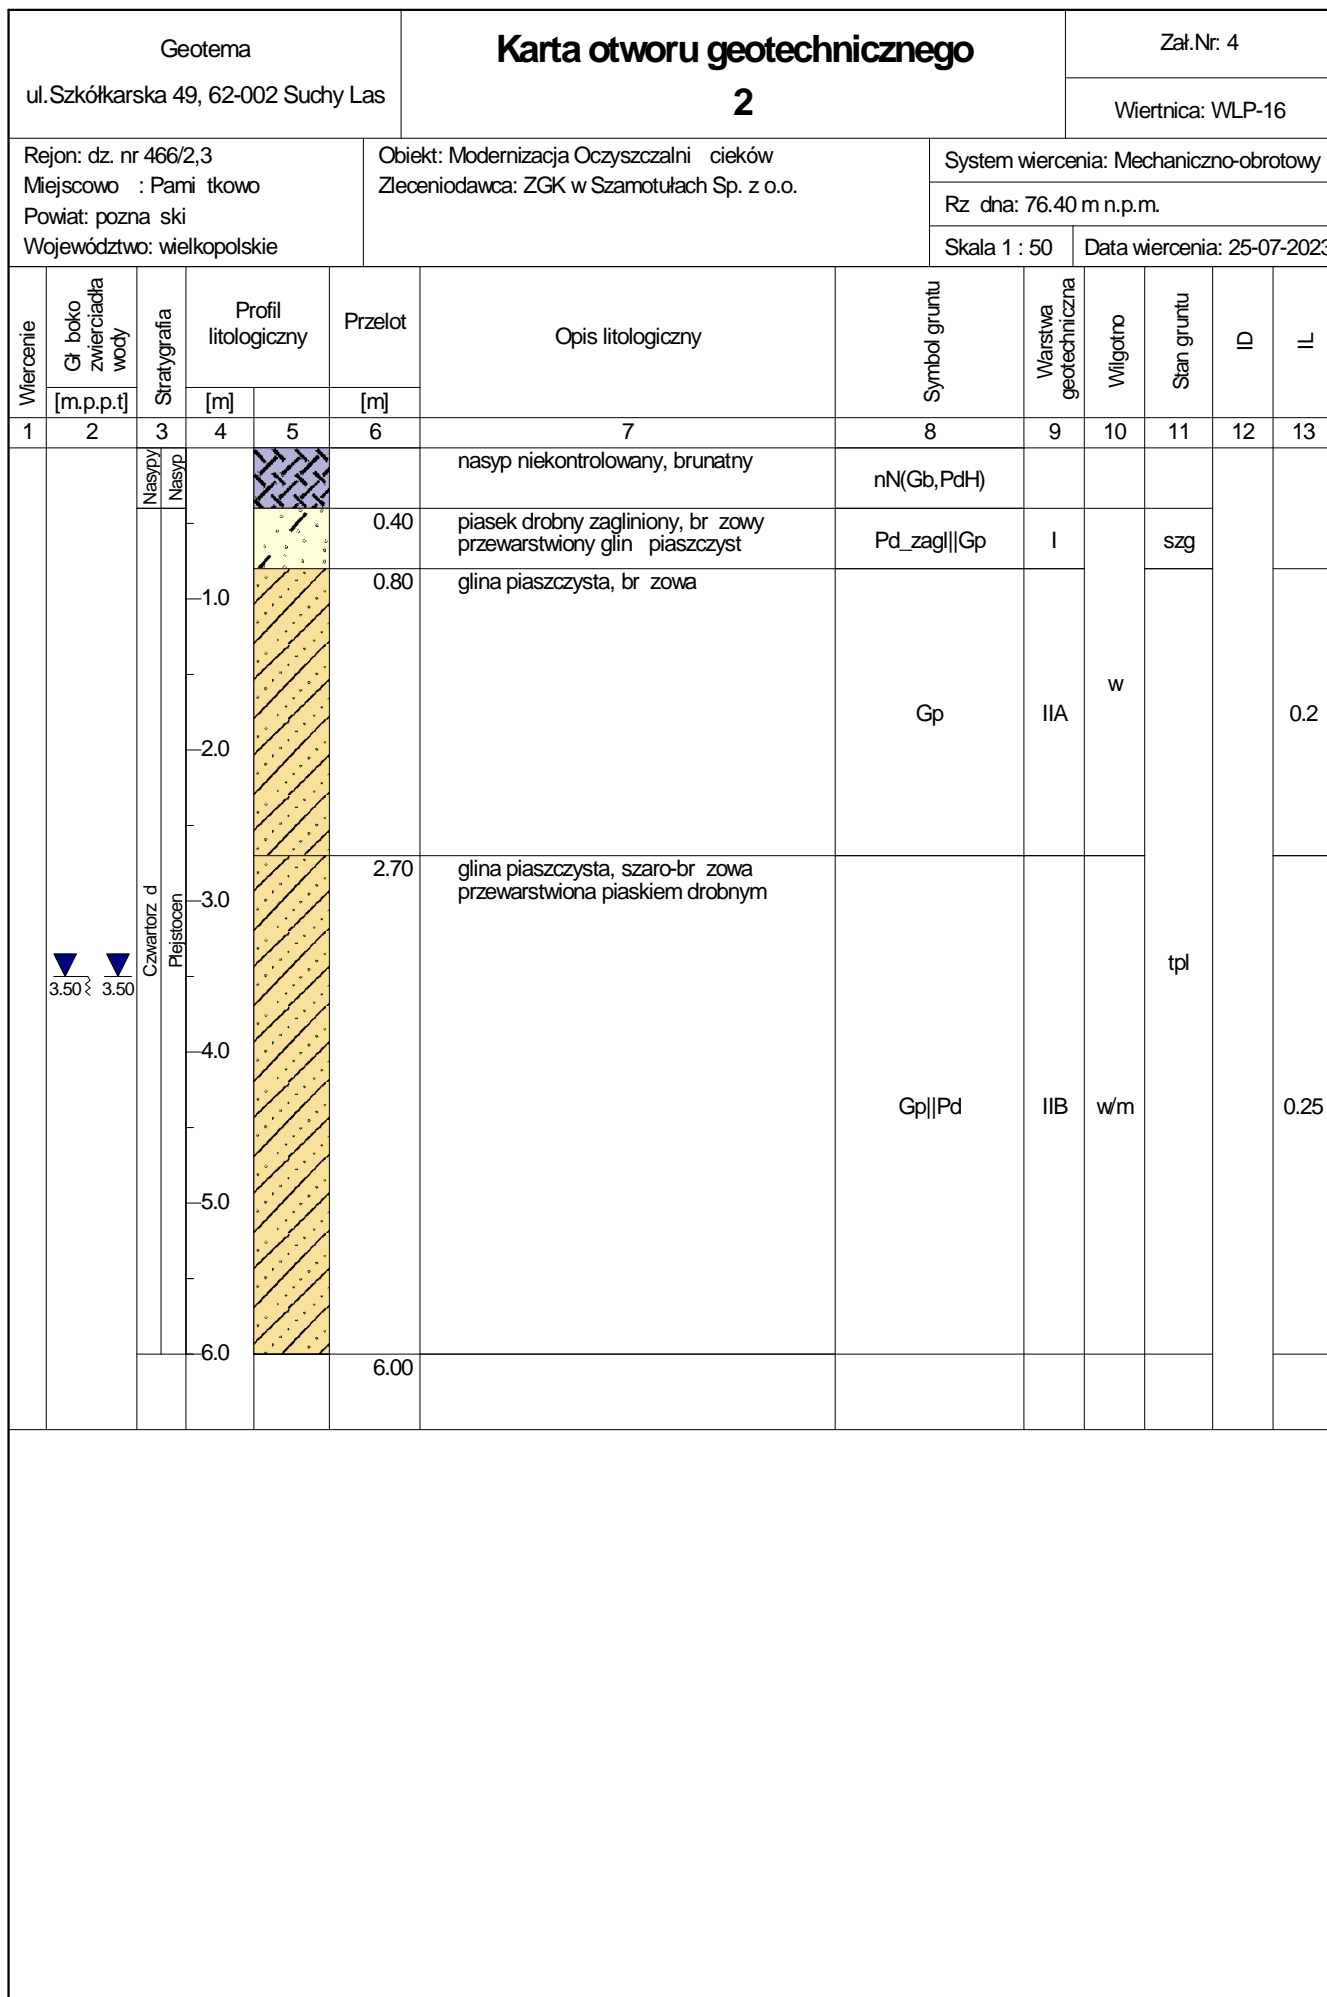 Geotema
ul.Szkółkarska 49, 62-002 Suchy Las
Karta otworu geotechnicznego
2
Zał.Nr: 4
Wiertnica: WLP-16
Rejon: dz. nr 466/2,3
Miejscowo : Pami tkowo
Powiat: pozna ski
Województwo: wielkopolskie
Obiekt: Modernizacja Oczyszczalni cieków
Zleceniodawca: ZGK w Szamotułach Sp. z o.o.
System wiercenia: Mechaniczno-obrotowy
Rz dna: 76.40 m n.p.m.
Skala 1 : 50
Data wiercenia: 25-07-2023
Wiercenie
Gł boko
zwierciadła
wody
[m.p.p.t]
Stratygrafia
Profil
litologiczny
[m]
Przelot
[m]
Opis litologiczny
Symbol gruntu
Warstwa
geotechniczna
Wilgotno
Stan gruntu
ID
IL
1 2 3 4 5 6 7 8 9 10 11 12 13
Nasypy
Nasyp
nasyp niekontrolowany, brunatny
nN(Gb,PdH)
0.40
piasek drobny zagliniony, br zowy
przewarstwiony glin piaszczyst
Pd_zagl||Gp
I
szg
0.80
glina piaszczysta, br zowa
1.0
w
Gp
IIA
0.2
2.0
2.70
glina piaszczysta, szaro-br zowa
przewarstwiona piaskiem drobnym
3.0
Czwartorz d
Plejstocen
tpl
3.50 3.50
4.0
Gp||Pd
IIB
w/m
0.25
5.0
6.0
6.00